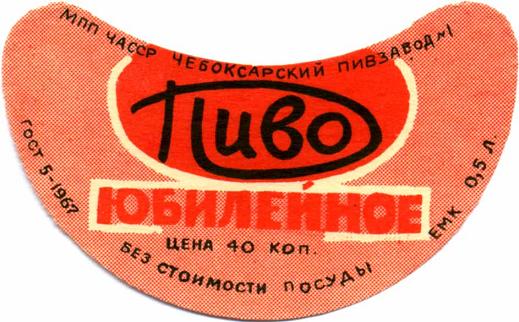 МПП ЧАССР ЧЕБОКСАРСКИЙ ПИВЗАВОД №1
Пиво
ЮБИЛЕЙНОЕ
ГОСТ 5-1967
ЦЕНА 40 КОП.
ЕМК 0,5 Л.
БЕЗ СТОИМОСТИ ПОСУДЫ